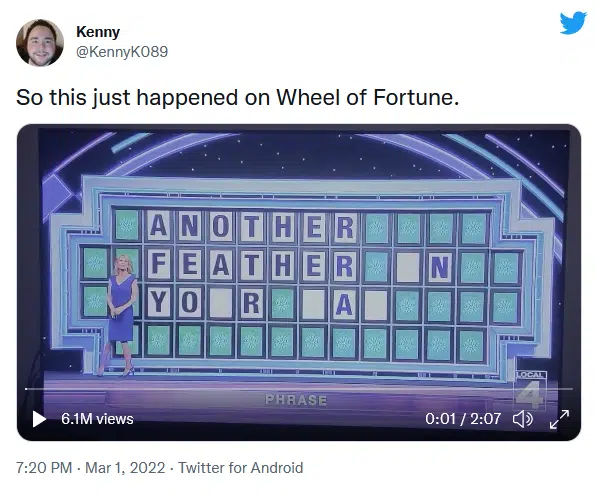 Kenny
@KennyK089
So this just happened on Wheel of Fortune.
ANOTHER
FEATHER N
YO R A
PHRASE
LOCAL
4
6.1M views
0:01 / 2:07
7:20 PM · Mar 1, 2022 · Twitter for Android